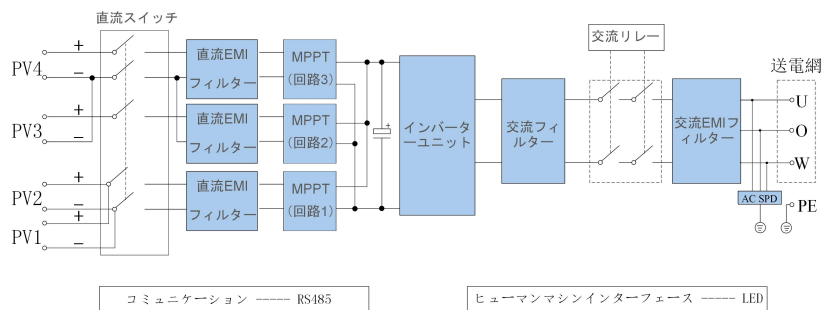 直流スイッチ
交流リレー
送電網
PV4
+
−
PV3
+
−
PV2
+
−
+
PV1
−
直流EMI
フィルター
MPPT
(回路3)
直流EMI
フィルター
MPPT
(回路2)
直流EMI
フィルター
MPPT
(回路1)
+
インバータ
ーユニット
交流フィ
ルター
交流EMIフ
ィルター
U
O
W
AC SPD
PE
コミュニケーション ----- RS485
ヒューマンマシンインターフェース ----- LED